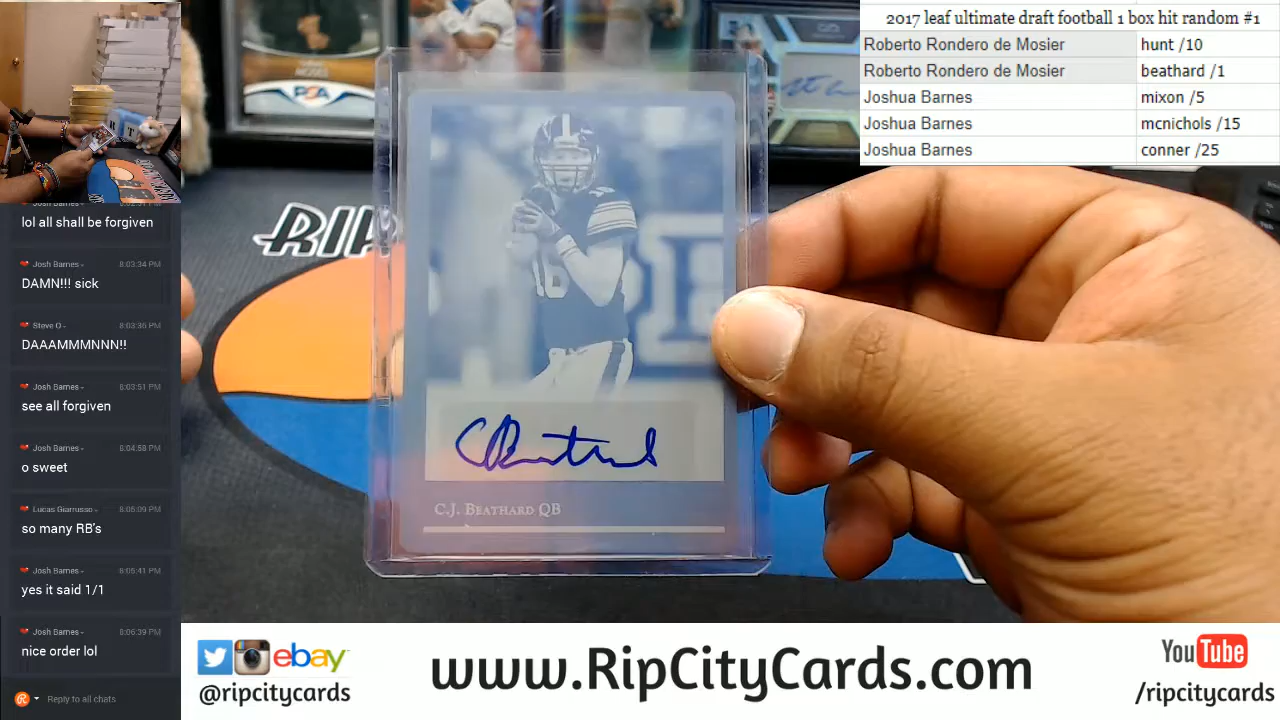 2017 leaf ultimate draft football 1 box hit random #1
Roberto Rondero de Mosier hunt /10
Roberto Rondero de Mosier beathard /1
Joshua Barnes mixon /5
Joshua Barnes mcnichols /15
Joshua Barnes conner /25
PSA
RIP
lol all shall be forgiven
Josh Barnes 8:03:34 PM
DAMN!!! sick
Steve O 8:03:36 PM
DAAAMMMNNN!!
Josh Barnes 8:03:51 PM
see all forgiven
Josh Barnes 8:04:58 PM
o sweet
Lucas Giarrusso 8:05:09 PM
so many RB's
8:05:41 PM
yes it said 1/1
Josh Barnes 8:06:39 PM
nice order lol
Reply to all chats
16
C.J. BEATHARD QB
ebay
@ripcitycards
www.RipCityCards.com
YouTube
/ripcitycards